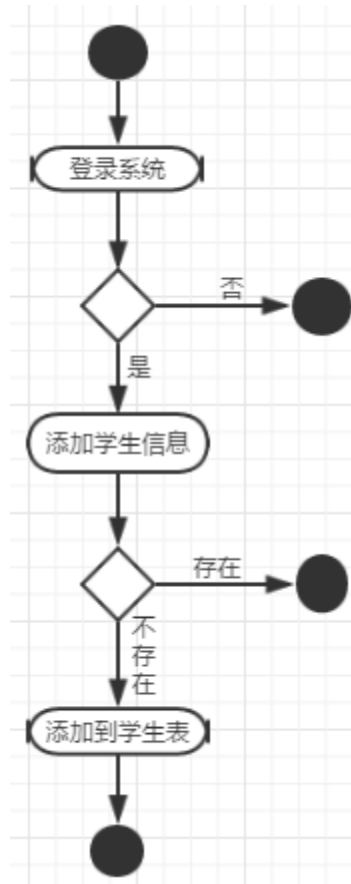 登录系统
否
是
添加学生信息
存在
不
存
在
添加到学生表